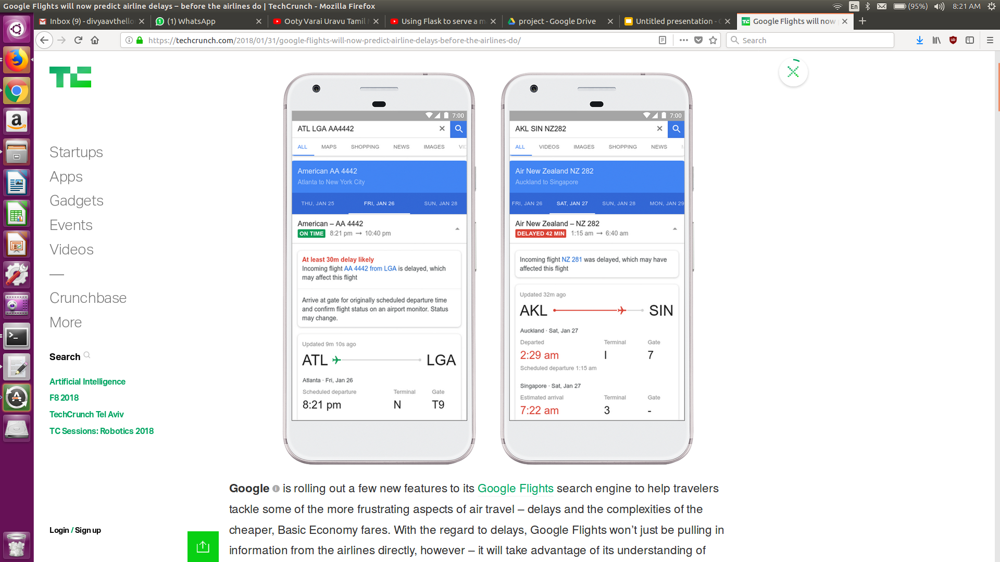 Google Flights will now predict airline delays – before the airlines do | TechCrunch - Mozilla Firefox
En
(95%)
8:21 AM
Inbox (9) - divyaavthello
(1) WhatsApp
Ooty Varai Uravu Tamil
Using Flask to serve a m
project - Google Drive
Untitled presentation -
Google Flights will now
https://techcrunch.com/2018/01/31/google-flights-will-now-predict-airline-delays-before-the-airlines-do/
Search
TC
Startups
Apps
Gadgets
Events
Videos
Crunchbase
More
Search
Artificial Intelligence
F8 2018
TechCrunch Tel Aviv
TC Sessions: Robotics 2018
Login / Sign up
7:00
ATL LGA AA4442
ALL MAPS SHOPPING NEWS IMAGES VID
American AA 4442
Atlanta to New York City
THU, JAN 25 FRI, JAN 26 SUN, JAN 28
American – AA 4442
ON TIME 8:21 pm → 10:40 pm
At least 30m delay likely
Incoming flight AA 4442 from LGA is delayed, which
may affect this flight
Arrive at gate for originally scheduled departure time
and confirm flight status on an airport monitor. Status
may change.
Updated 9m 10s ago
ATL LGA
Atlanta · Fri, Jan 26
Scheduled departure Terminal Gate
8:21 pm N T9
7:00
AKL SIN NZ282
ALL VIDEOS IMAGES SHOPPING NEWS
Air New Zealand NZ 282
Auckland to Singapore
FRI, JAN 26 SAT, JAN 27 SUN, JAN 28 MON, JAN 29
Air New Zealand – NZ 282
DELAYED 42 MIN 1:15 am → 6:40 am
Incoming flight NZ 281 was delayed, which may have
affected this flight
Updated 32m ago
AKL SIN
Auckland · Sat, Jan 27
Departed Terminal Gate
2:29 am I 7
Scheduled departure 1:15 am
Singapore · Sat, Jan 27
Estimated arrival Terminal Gate
7:22 am 3 -
Google is rolling out a few new features to its Google Flights search engine to help travelers
tackle some of the more frustrating aspects of air travel – delays and the complexities of the
cheaper, Basic Economy fares. With the regard to delays, Google Flights won’t just be pulling in
information from the airlines directly, however – it will take advantage of its understanding of